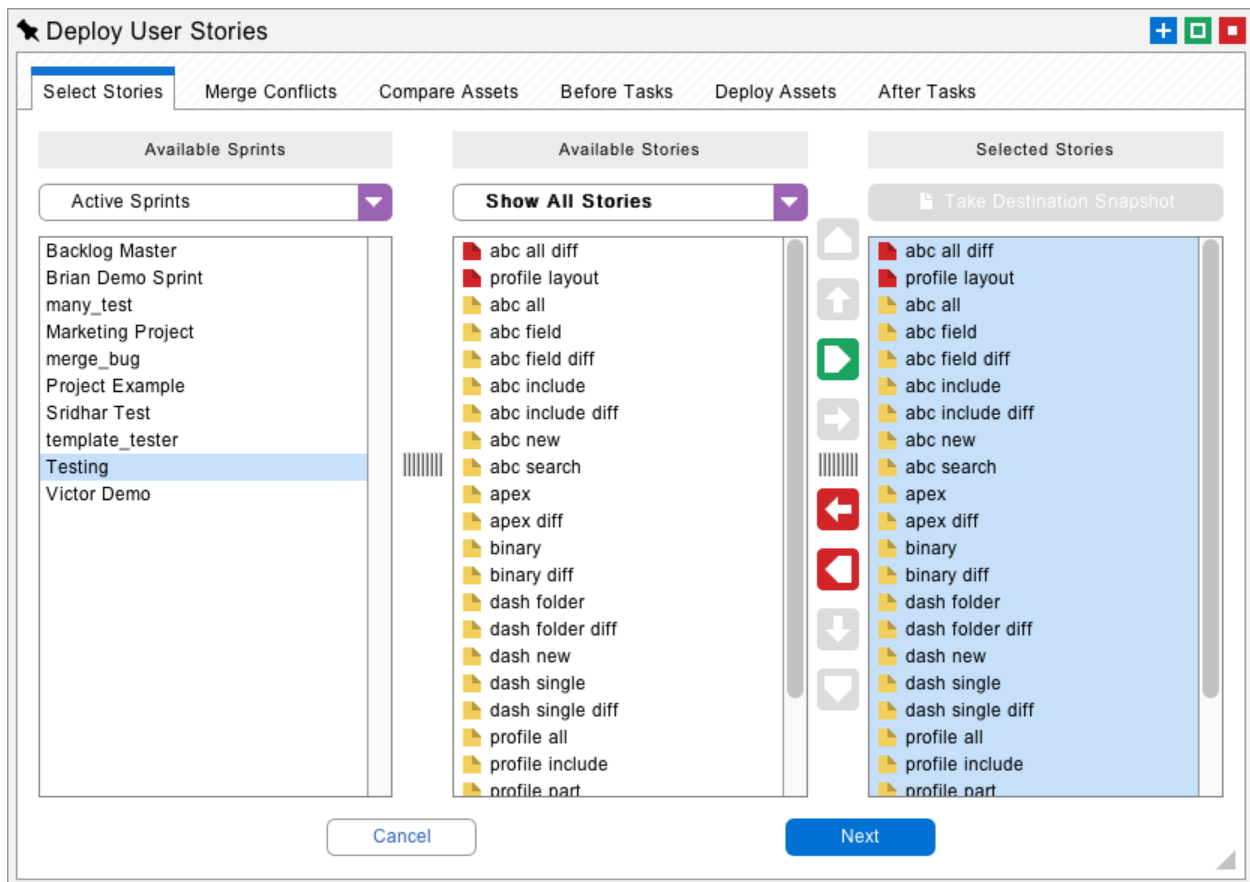 Deploy User Stories
Select Stories
Merge Conflicts
Compare Assets
Before Tasks
Deploy Assets
After Tasks
Available Sprints
Active Sprints
Backlog Master
Brian Demo Sprint
many_test
Marketing Project
merge_bug
Project Example
Sridhar Test
template_tester
Testing
Victor Demo
Available Stories
Show All Stories
abc all diff
profile layout
abc all
abc field
abc field diff
abc include
abc include diff
abc new
abc search
apex
apex diff
binary
binary diff
dash folder
dash folder diff
dash new
dash single
dash single diff
profile all
profile include
profile part
Selected Stories
Take Destination Snapshot
abc all diff
profile layout
abc all
abc field
abc field diff
abc include
abc include diff
abc new
abc search
apex
apex diff
binary
binary diff
dash folder
dash folder diff
dash new
dash single
dash single diff
profile all
profile include
profile part
Cancel
Next